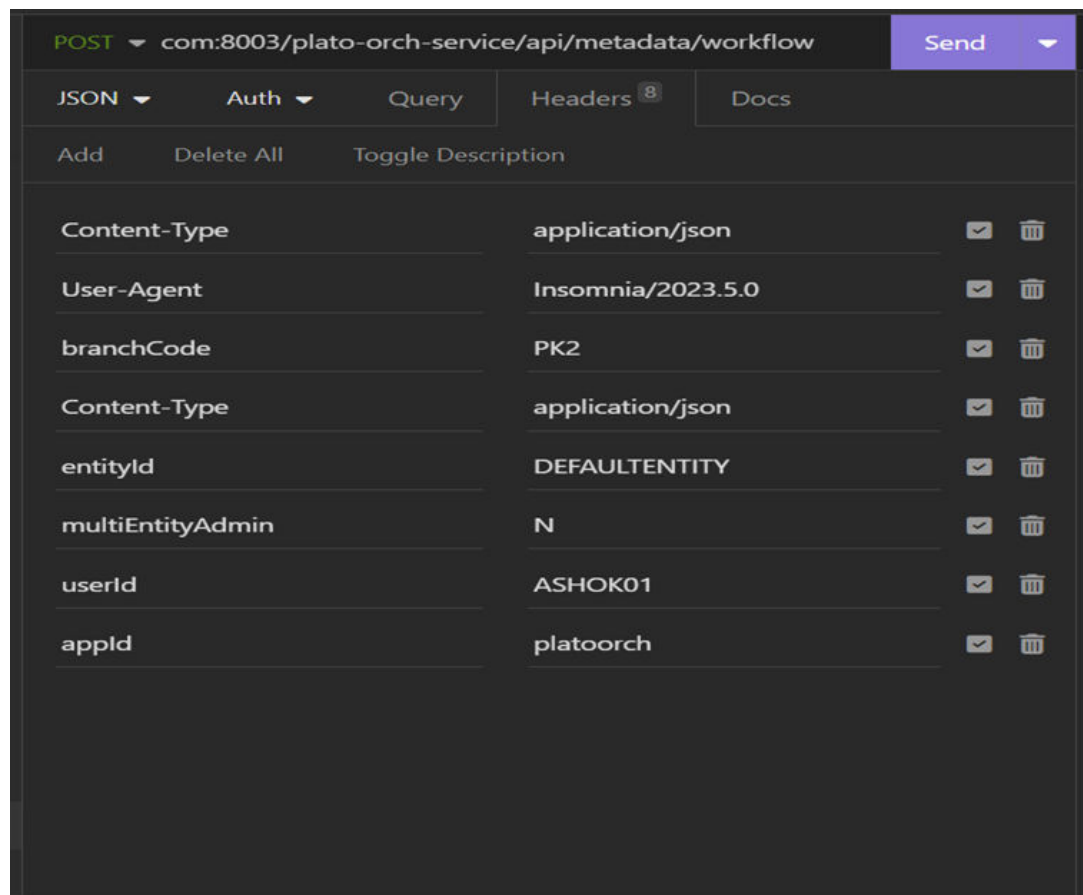 POST com:8003/plato-orch-service/api/metadata/workflow Send
JSON Auth Query Headers 8 Docs
Add Delete All Toggle Description
Content-Type application/json
User-Agent Insomnia/2023.5.0
branchCode PK2
Content-Type application/json
entityId DEFAULTENTITY
multiEntityAdmin N
userId ASHOK01
appId platoorch